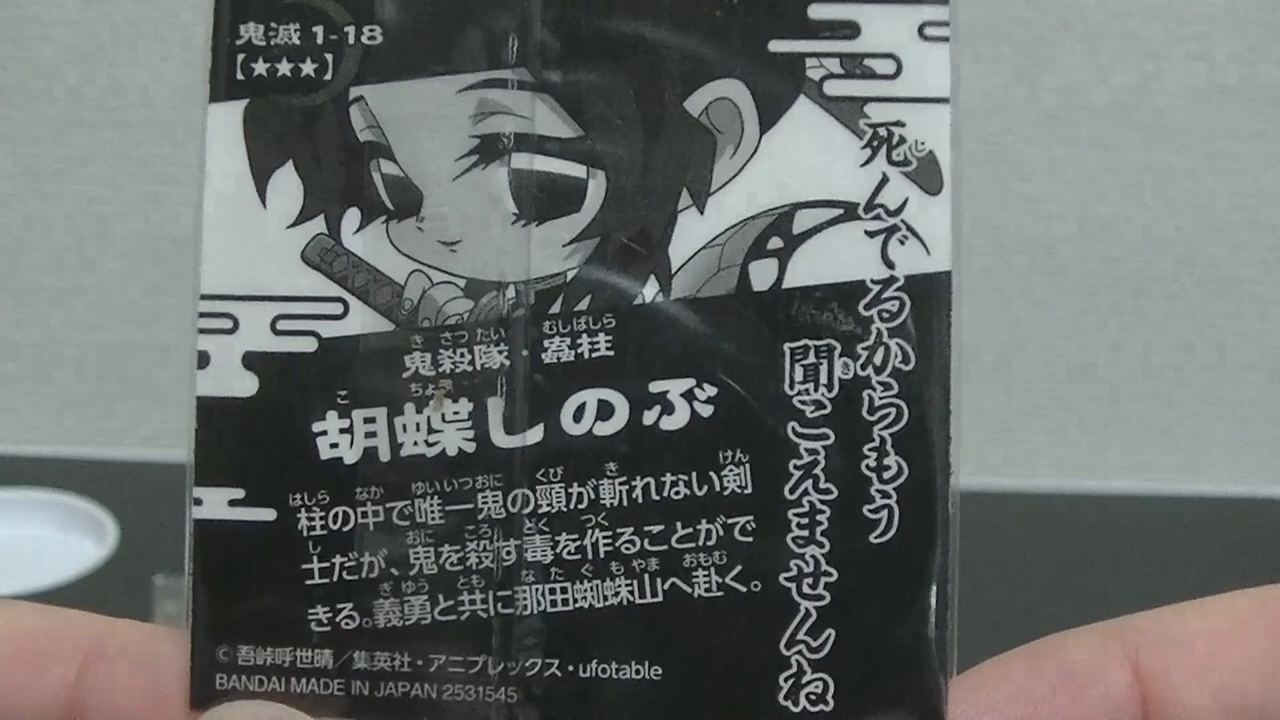 鬼滅 1-18
【★★★】
死んでるからもう
聞こえませんね
鬼殺隊・蟲柱
胡蝶しのぶ
柱の中で唯一鬼の頸が斬れない剣
士だが、鬼を殺す毒を作ることがで
きる。義勇と共に那田蜘蛛山へ赴く。
© 吾峠呼世晴／集英社・アニプレックス・ufotable
BANDAI MADE IN JAPAN 2531545